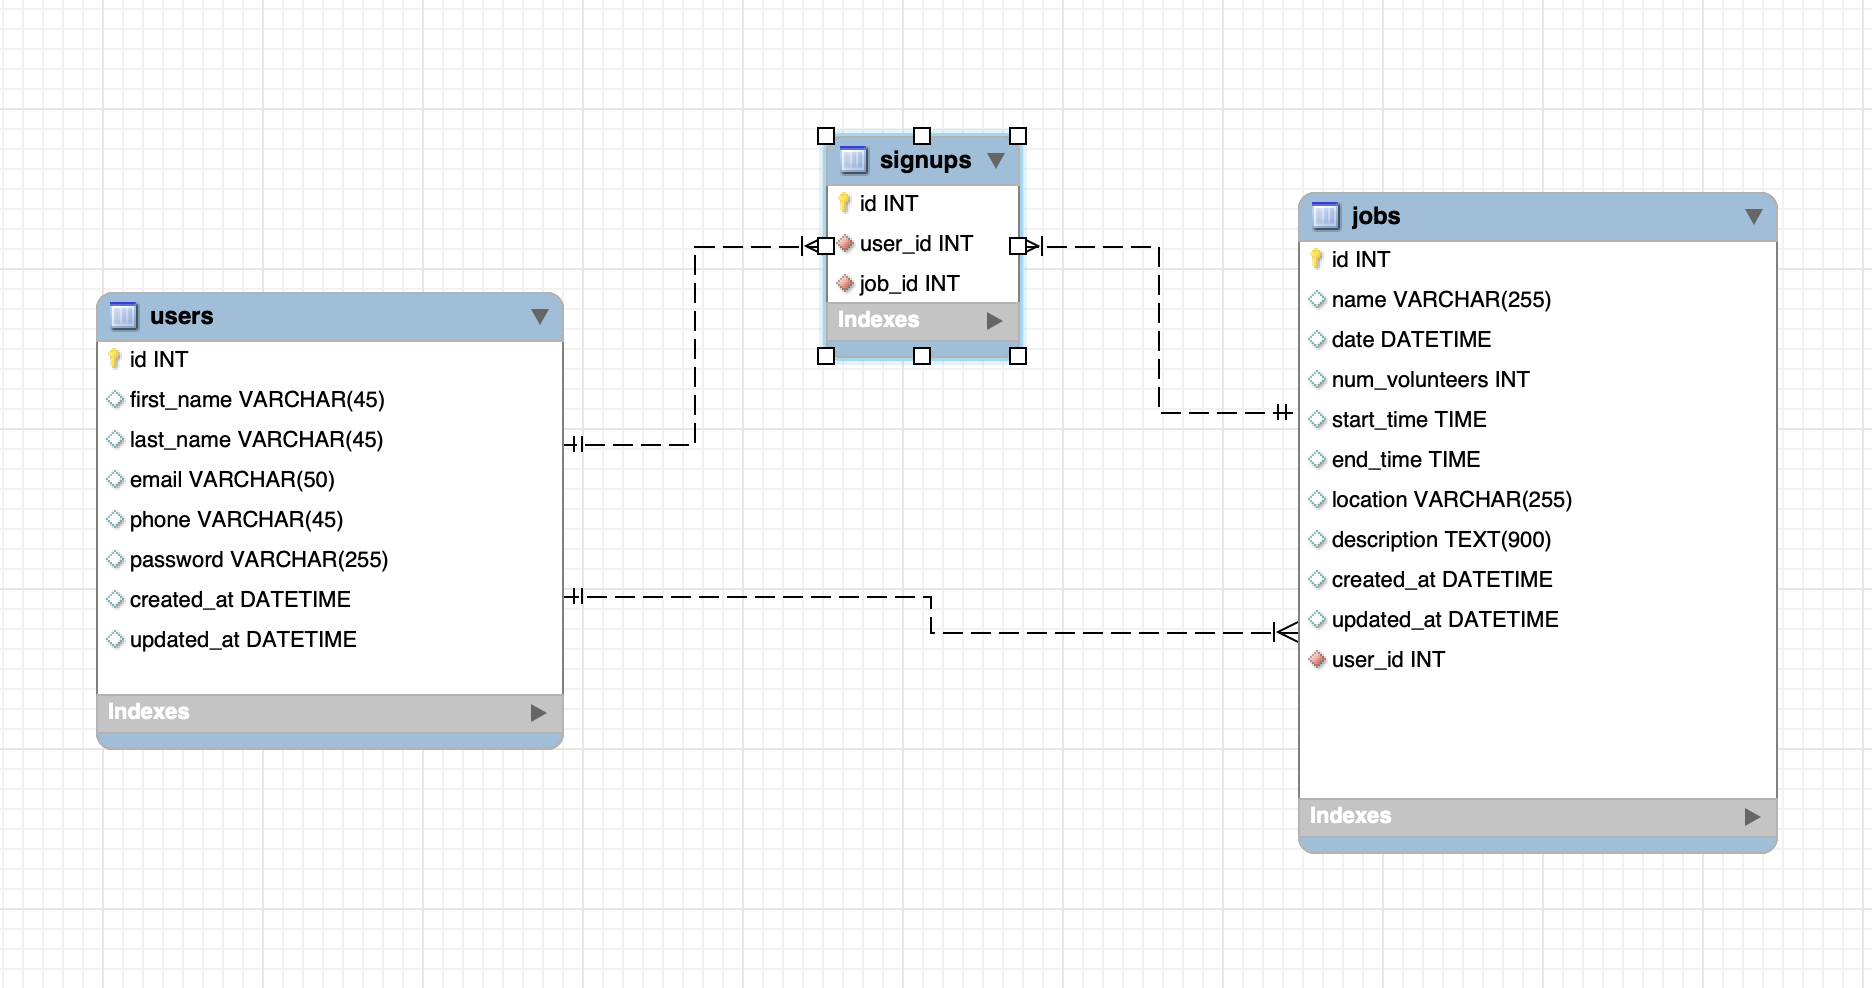 signups
id INT
user_id INT
job_id INT
Indexes
users
id INT
first_name VARCHAR(45)
last_name VARCHAR(45)
email VARCHAR(50)
phone VARCHAR(45)
password VARCHAR(255)
created_at DATETIME
updated_at DATETIME
Indexes
jobs
id INT
name VARCHAR(255)
date DATETIME
num_volunteers INT
start_time TIME
end_time TIME
location VARCHAR(255)
description TEXT(900)
created_at DATETIME
updated_at DATETIME
user_id INT
Indexes